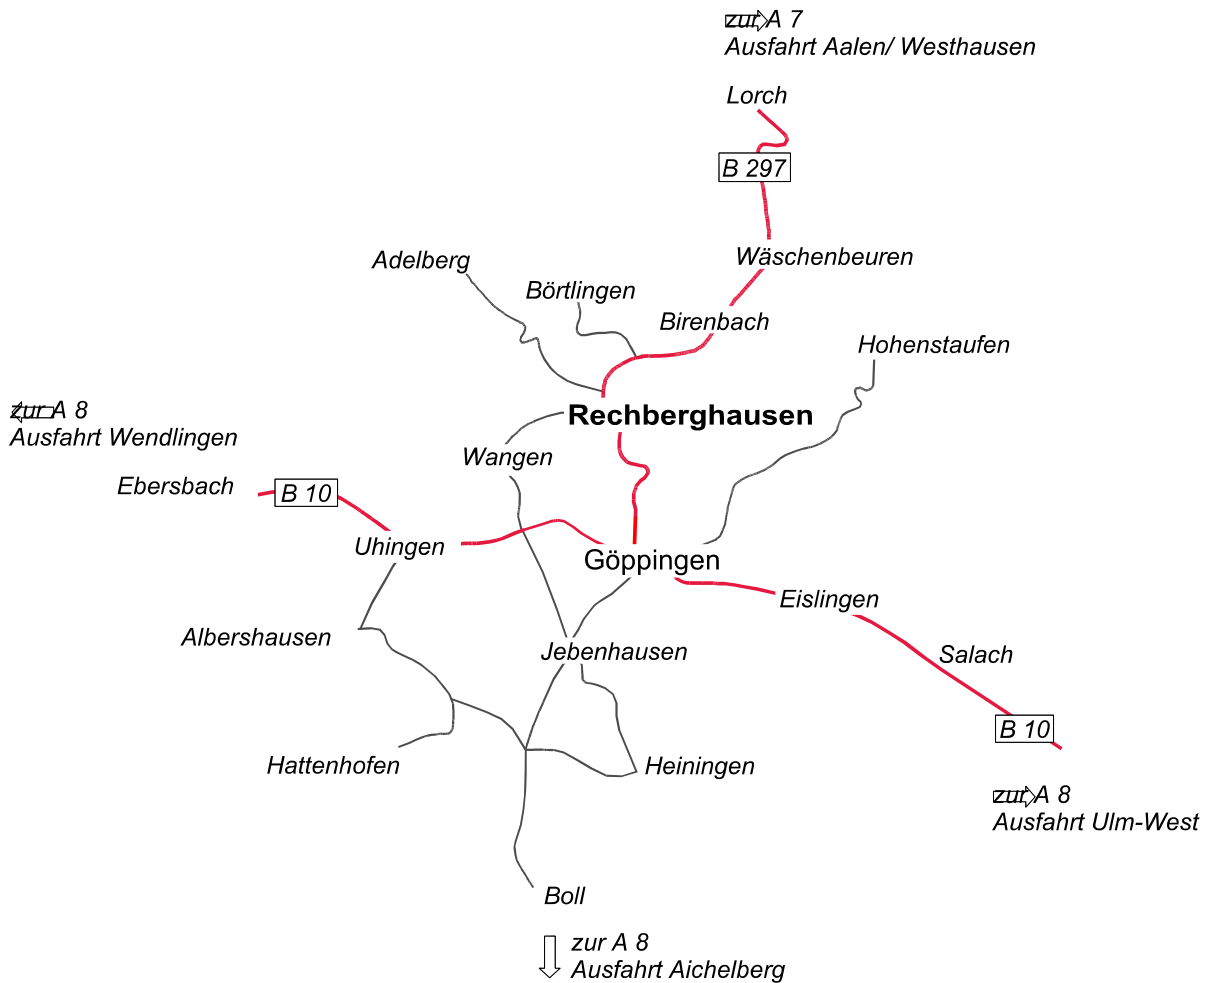 zur A 7
Ausfahrt Aalen/ Westhausen
Lorch
B 297
Wäschenbeuren
Adelberg
Börtlingen
Birenbach
Hohenstaufen
zur A 8
Ausfahrt Wendlingen
Rechberghausen
Wangen
Ebersbach
B 10
Uhingen
Göppingen
Eislingen
Albershausen
Jebenhausen
Salach
B 10
Hattenhofen
Heiningen
zur A 8
Ausfahrt Ulm-West
Boll
zur A 8
Ausfahrt Aichelberg